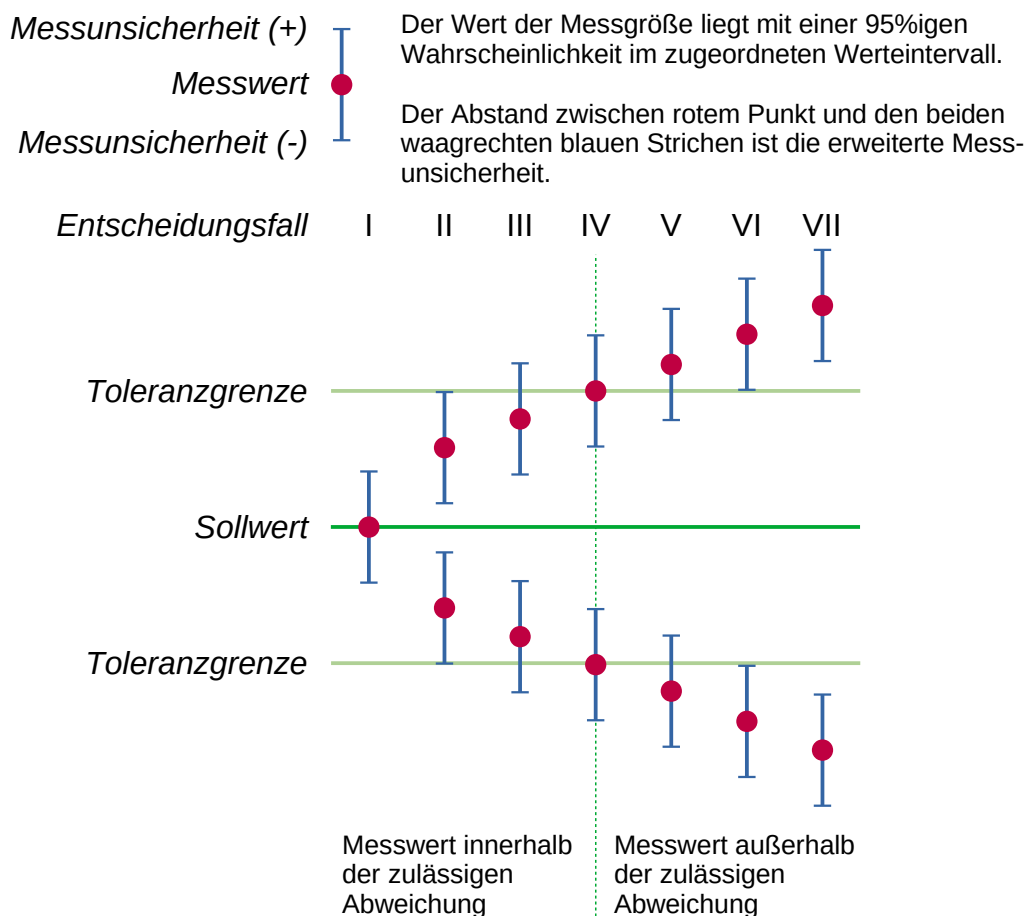 Messunsicherheit (+)
Messwert
Messunsicherheit (-)
Der Wert der Messgröße liegt mit einer 95%igen
Wahrscheinlichkeit im zugeordneten Werteintervall.
Der Abstand zwischen rotem Punkt und den beiden
waagrechten blauen Strichen ist die erweiterte Mess-
unsicherheit.
Entscheidungsfall I II III IV V VI VII
Toleranzgrenze
Sollwert
Toleranzgrenze
Messwert innerhalb
der zulässigen
Abweichung
Messwert außerhalb
der zulässigen
Abweichung